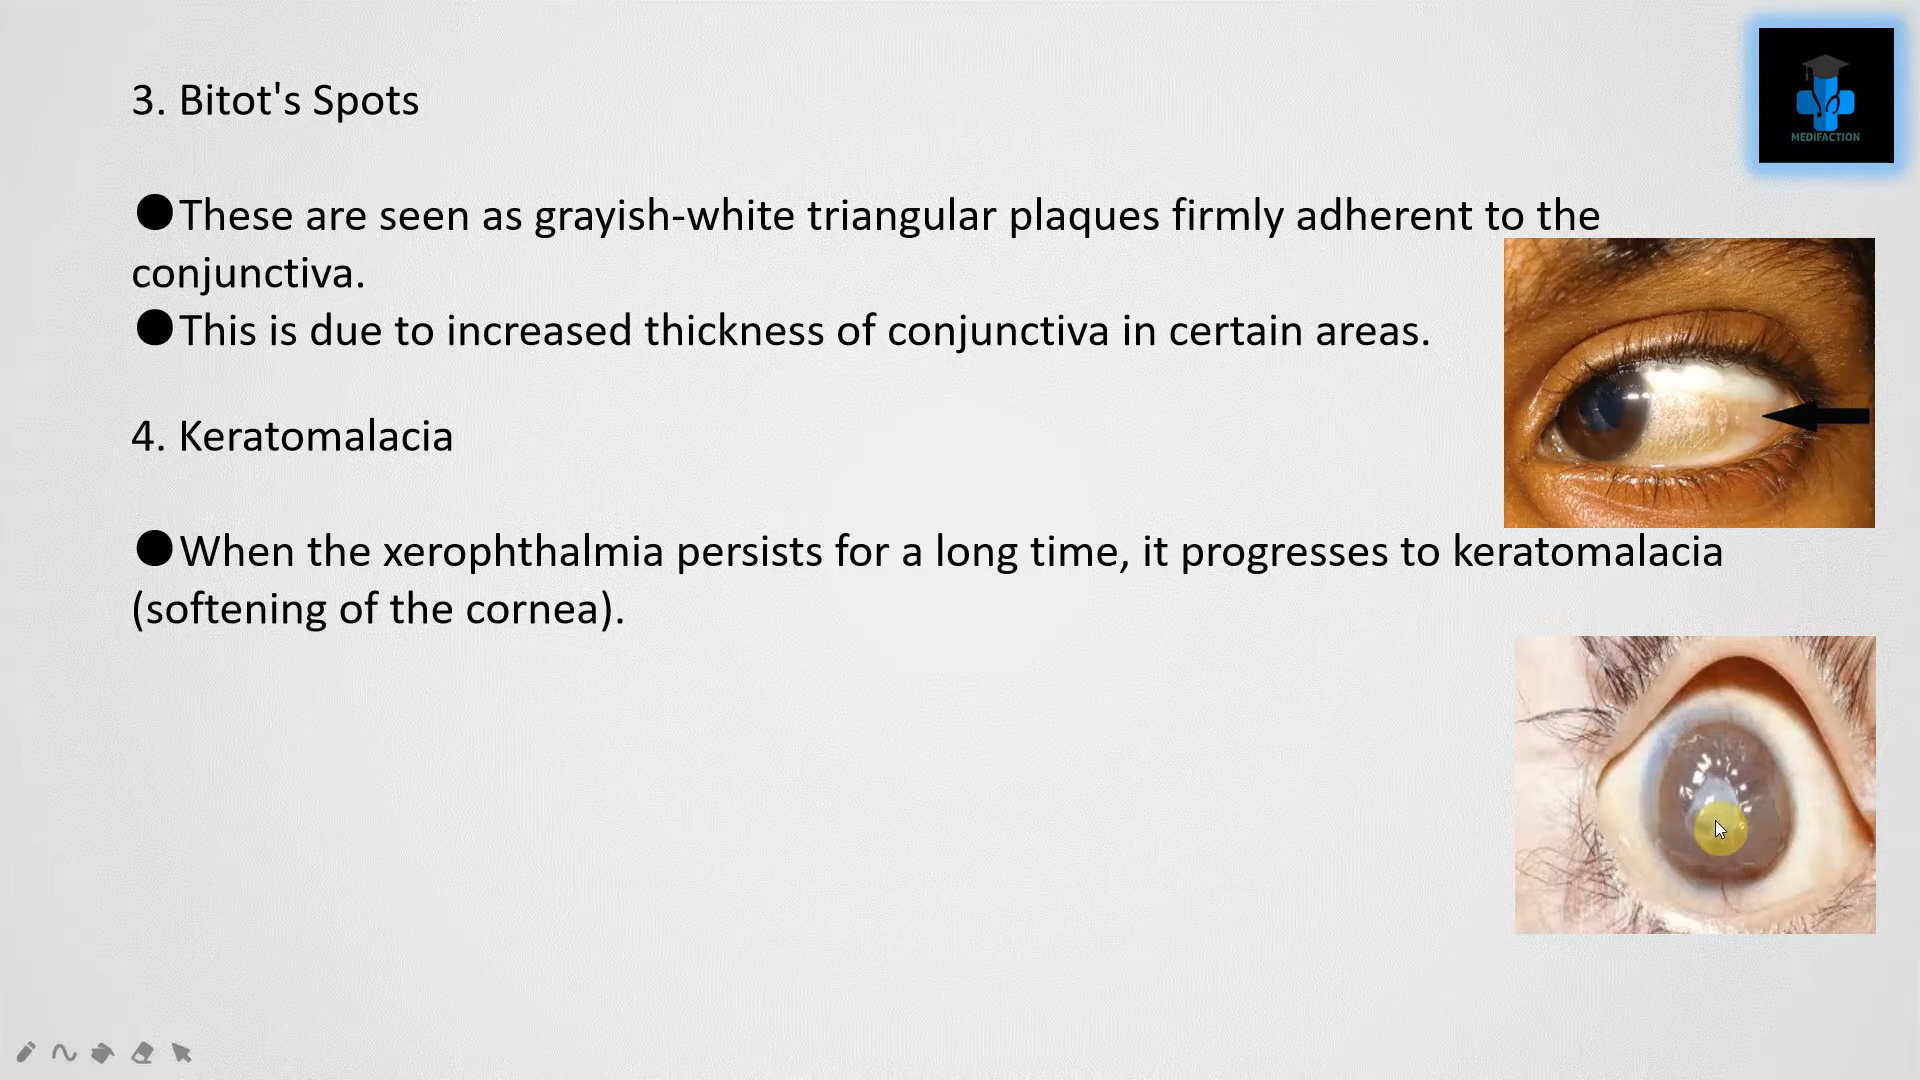 3. Bitot's Spots
MEDIFACTION
●These are seen as grayish-white triangular plaques firmly adherent to the
conjunctiva.
●This is due to increased thickness of conjunctiva in certain areas.
4. Keratomalacia
●When the xerophthalmia persists for a long time, it progresses to keratomalacia
(softening of the cornea).